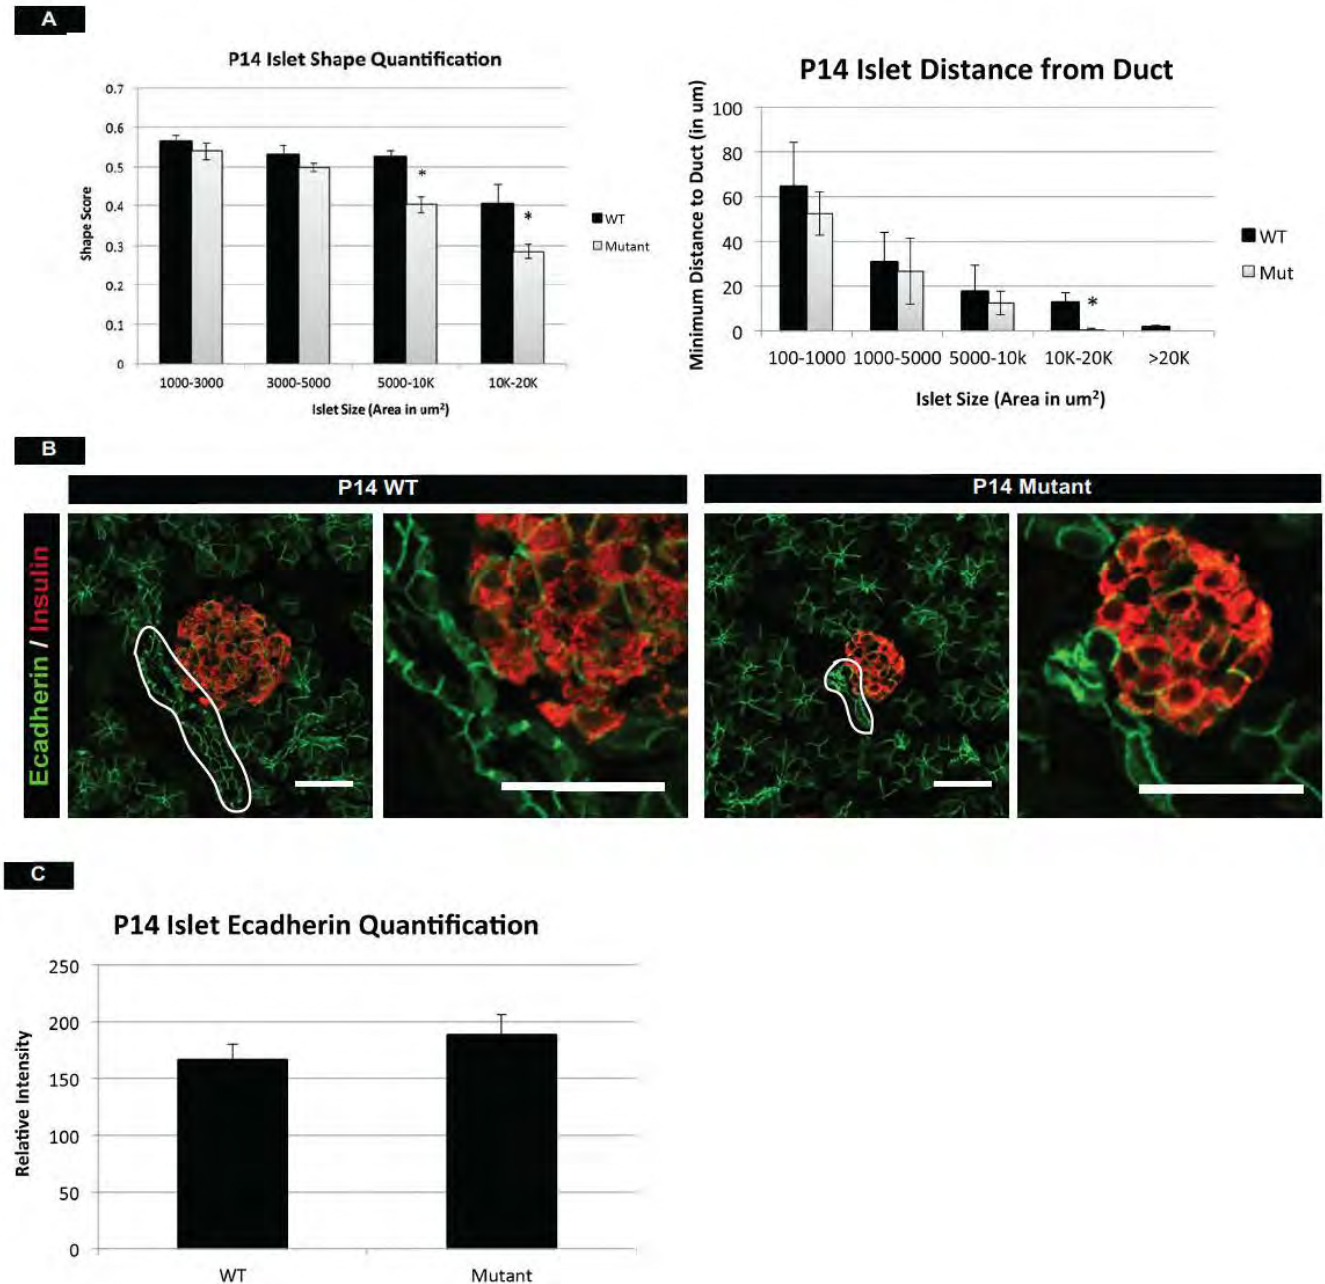 A
P14 Islet Shape Quantification
Shape Score
0.7
0.6
0.5
0.4
0.3
0.2
0.1
0
*
*
WT
Mutant
1000-3000 3000-5000 5000-10K 10K-20K
Islet Size (Area in um²)
P14 Islet Distance from Duct
Minimum Distance to Duct (in um)
100
80
60
40
20
0
*
WT
Mut
100-1000 1000-5000 5000-10k 10K-20K >20K
Islet Size (Area in um²)
B
P14 WT
P14 Mutant
Ecadherin / Insulin
C
P14 Islet Ecadherin Quantification
Relative Intensity
250
200
150
100
50
0
WT Mutant